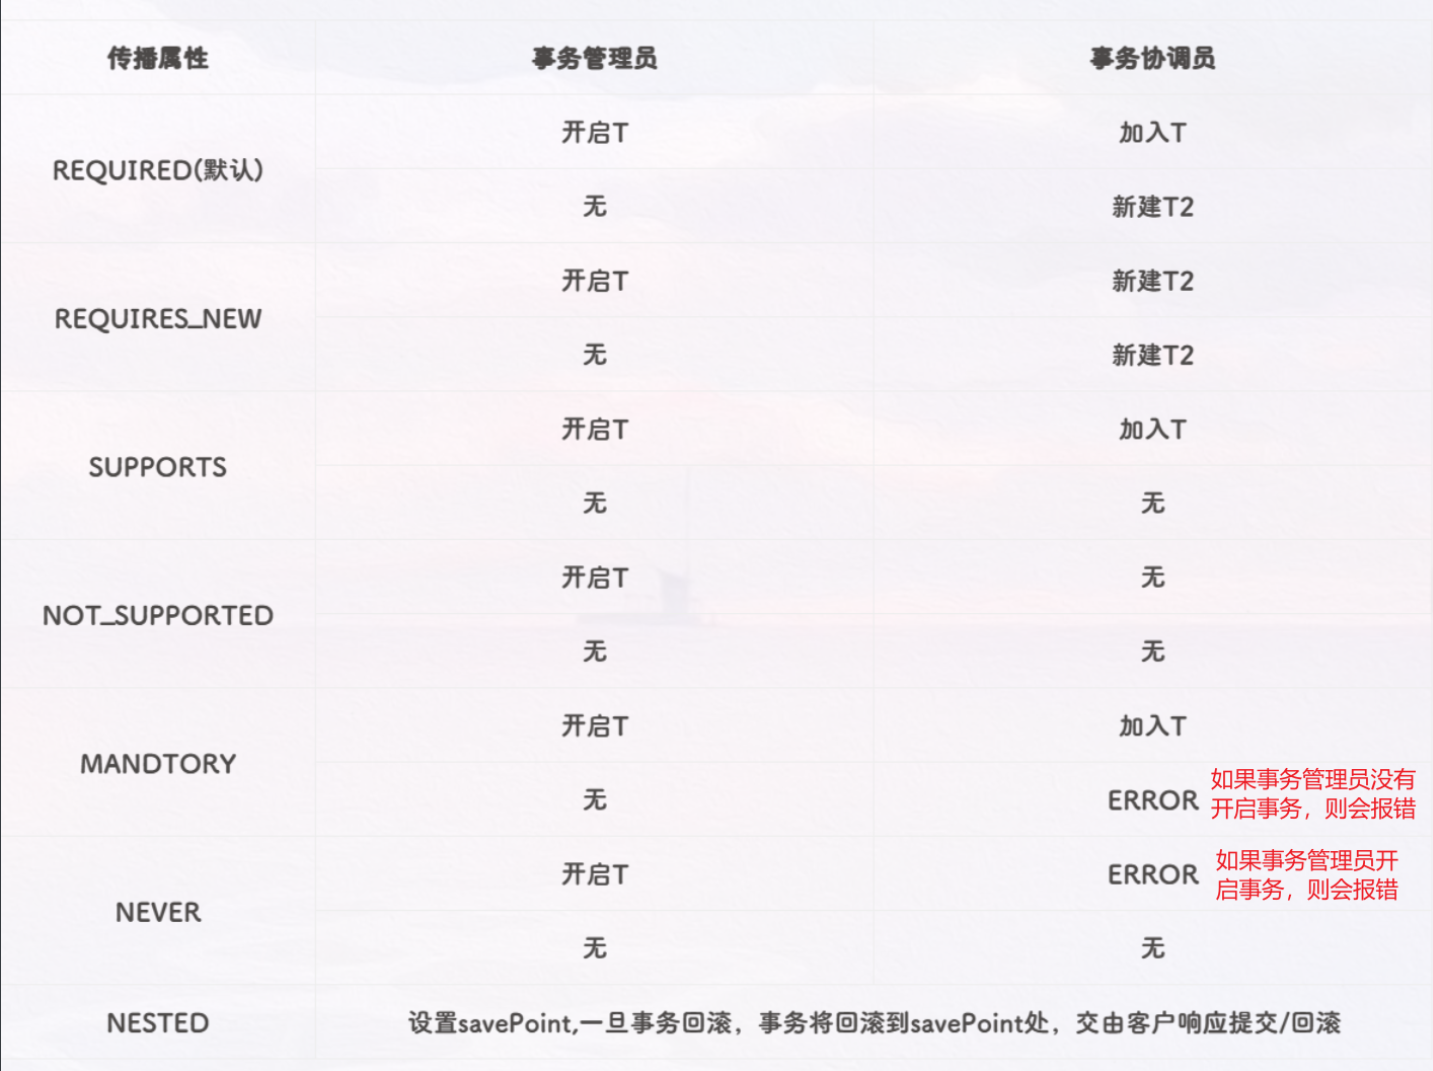 传播属性 事务管理员 事务协调员
REQUIRED(默认) 开启T 加入T
无 新建T2
REQUIRES_NEW 开启T 新建T2
无 新建T2
SUPPORTS 开启T 加入T
无 无
NOT_SUPPORTED 开启T 无
无 无
MANDTORY 开启T 加入T
无 ERROR 如果事务管理员没有
开启事务，则会报错
NEVER 开启T ERROR 如果事务管理员开
启事务，则会报错
无 无
NESTED 设置savePoint,一旦事务回滚，事务将回滚到savePoint处，交由客户响应提交/回滚